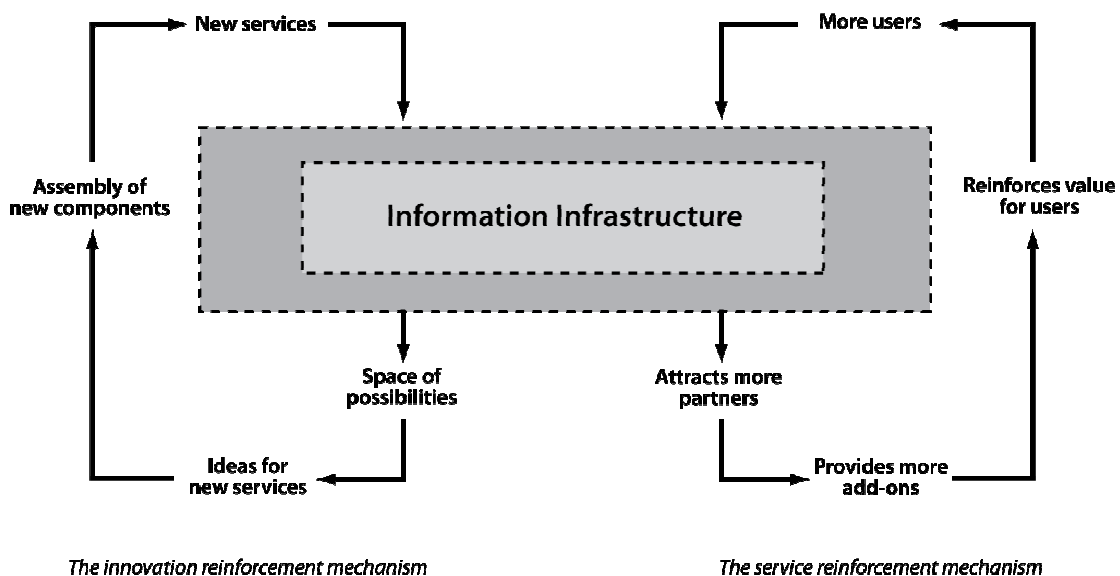 New services
More users
Assembly of
new components
Information Infrastructure
Reinforces value
for users
Space of
possibilities
Attracts more
partners
Ideas for
new services
Provides more
add-ons
The innovation reinforcement mechanism
The service reinforcement mechanism